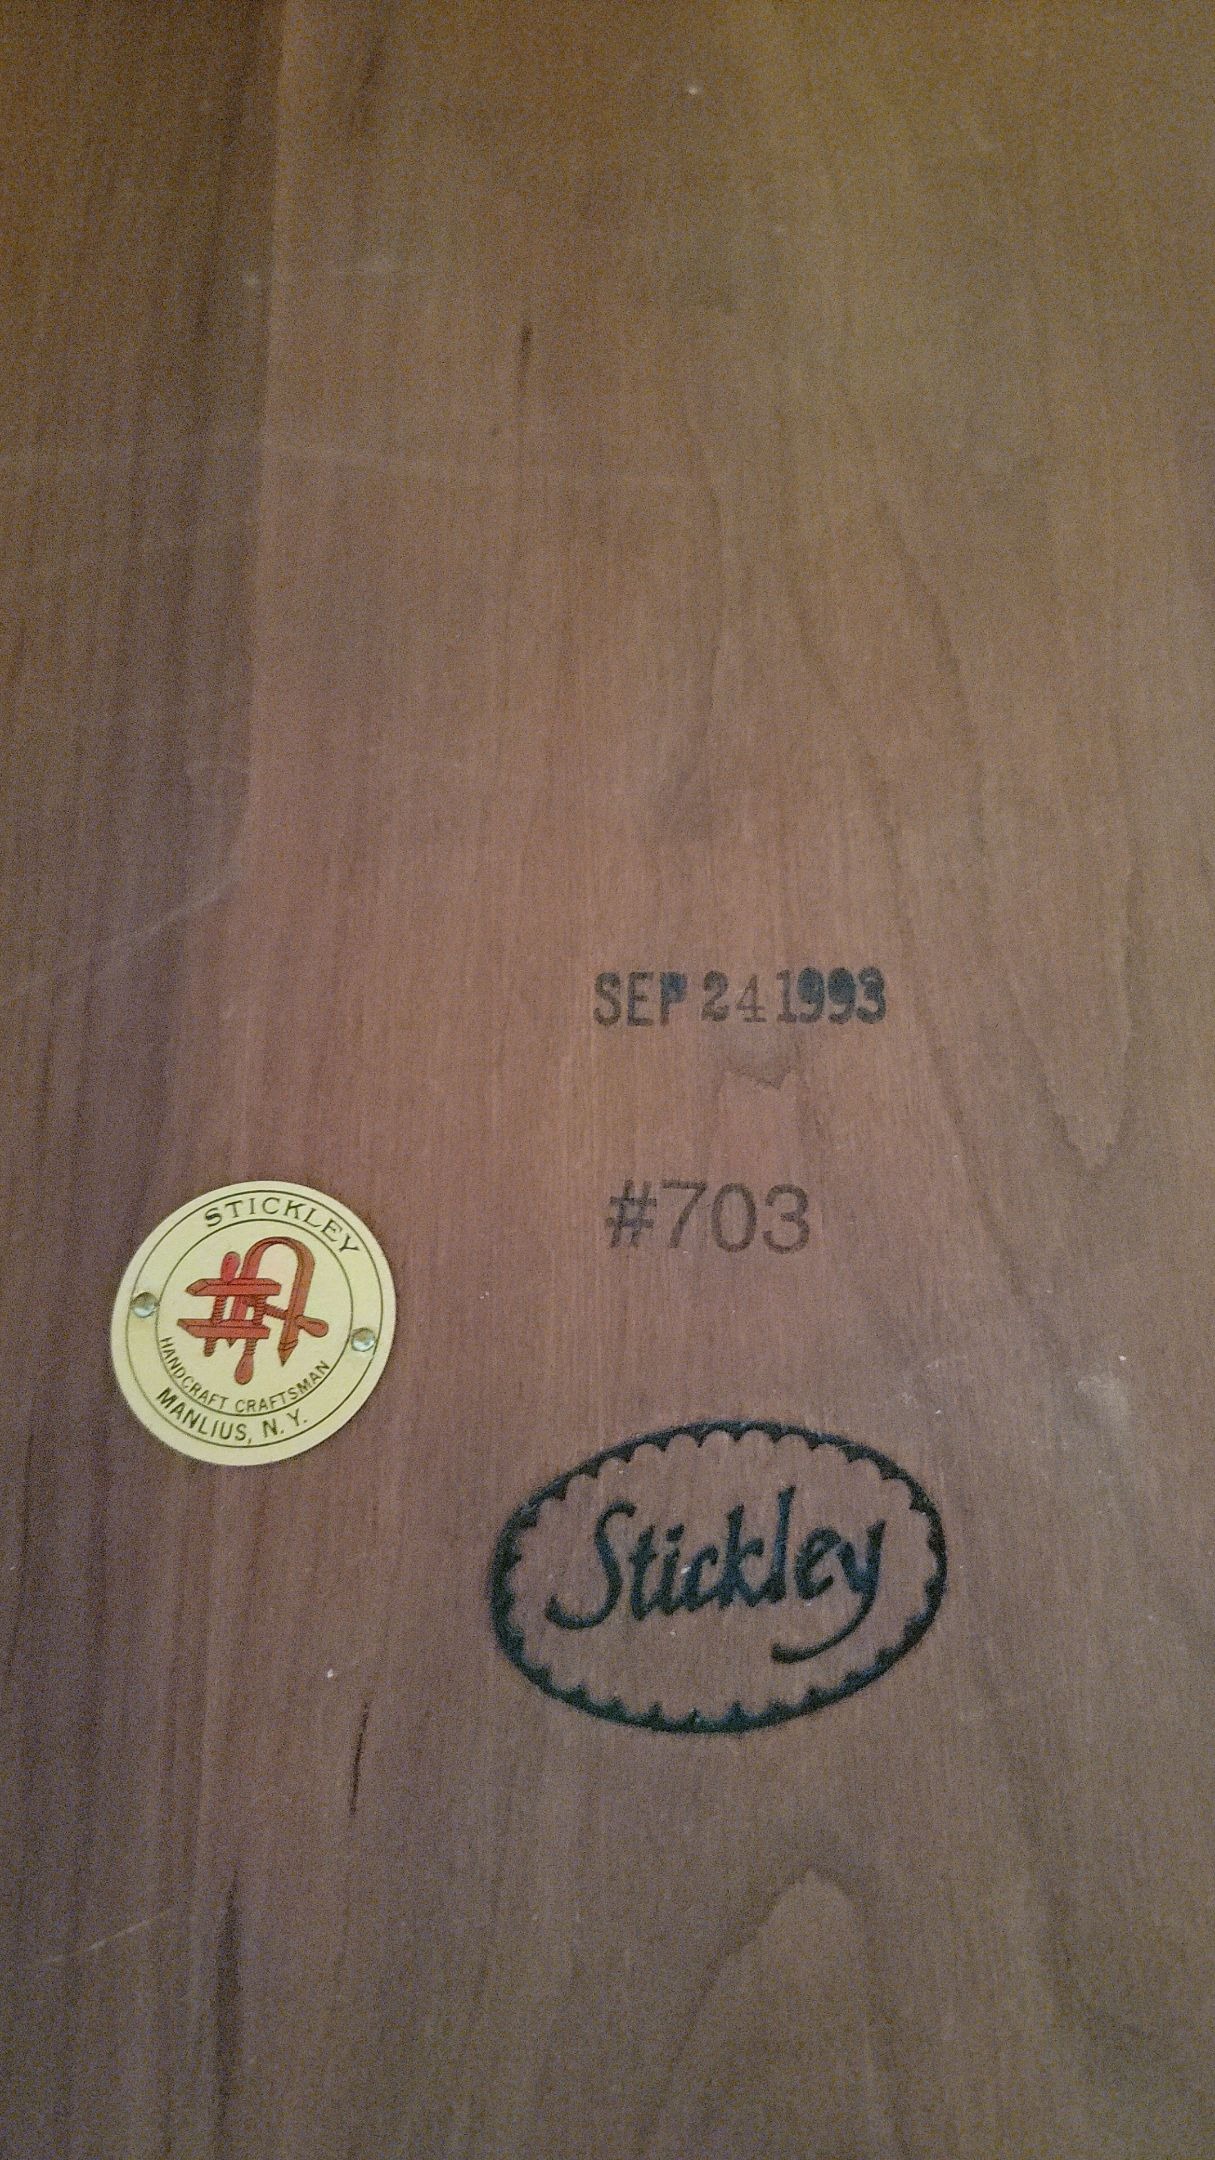 SEP 24 1993
#703
STICKLEY
HANDCRAFT CRAFTSMAN
MANLIUS, N.Y.
Stickley